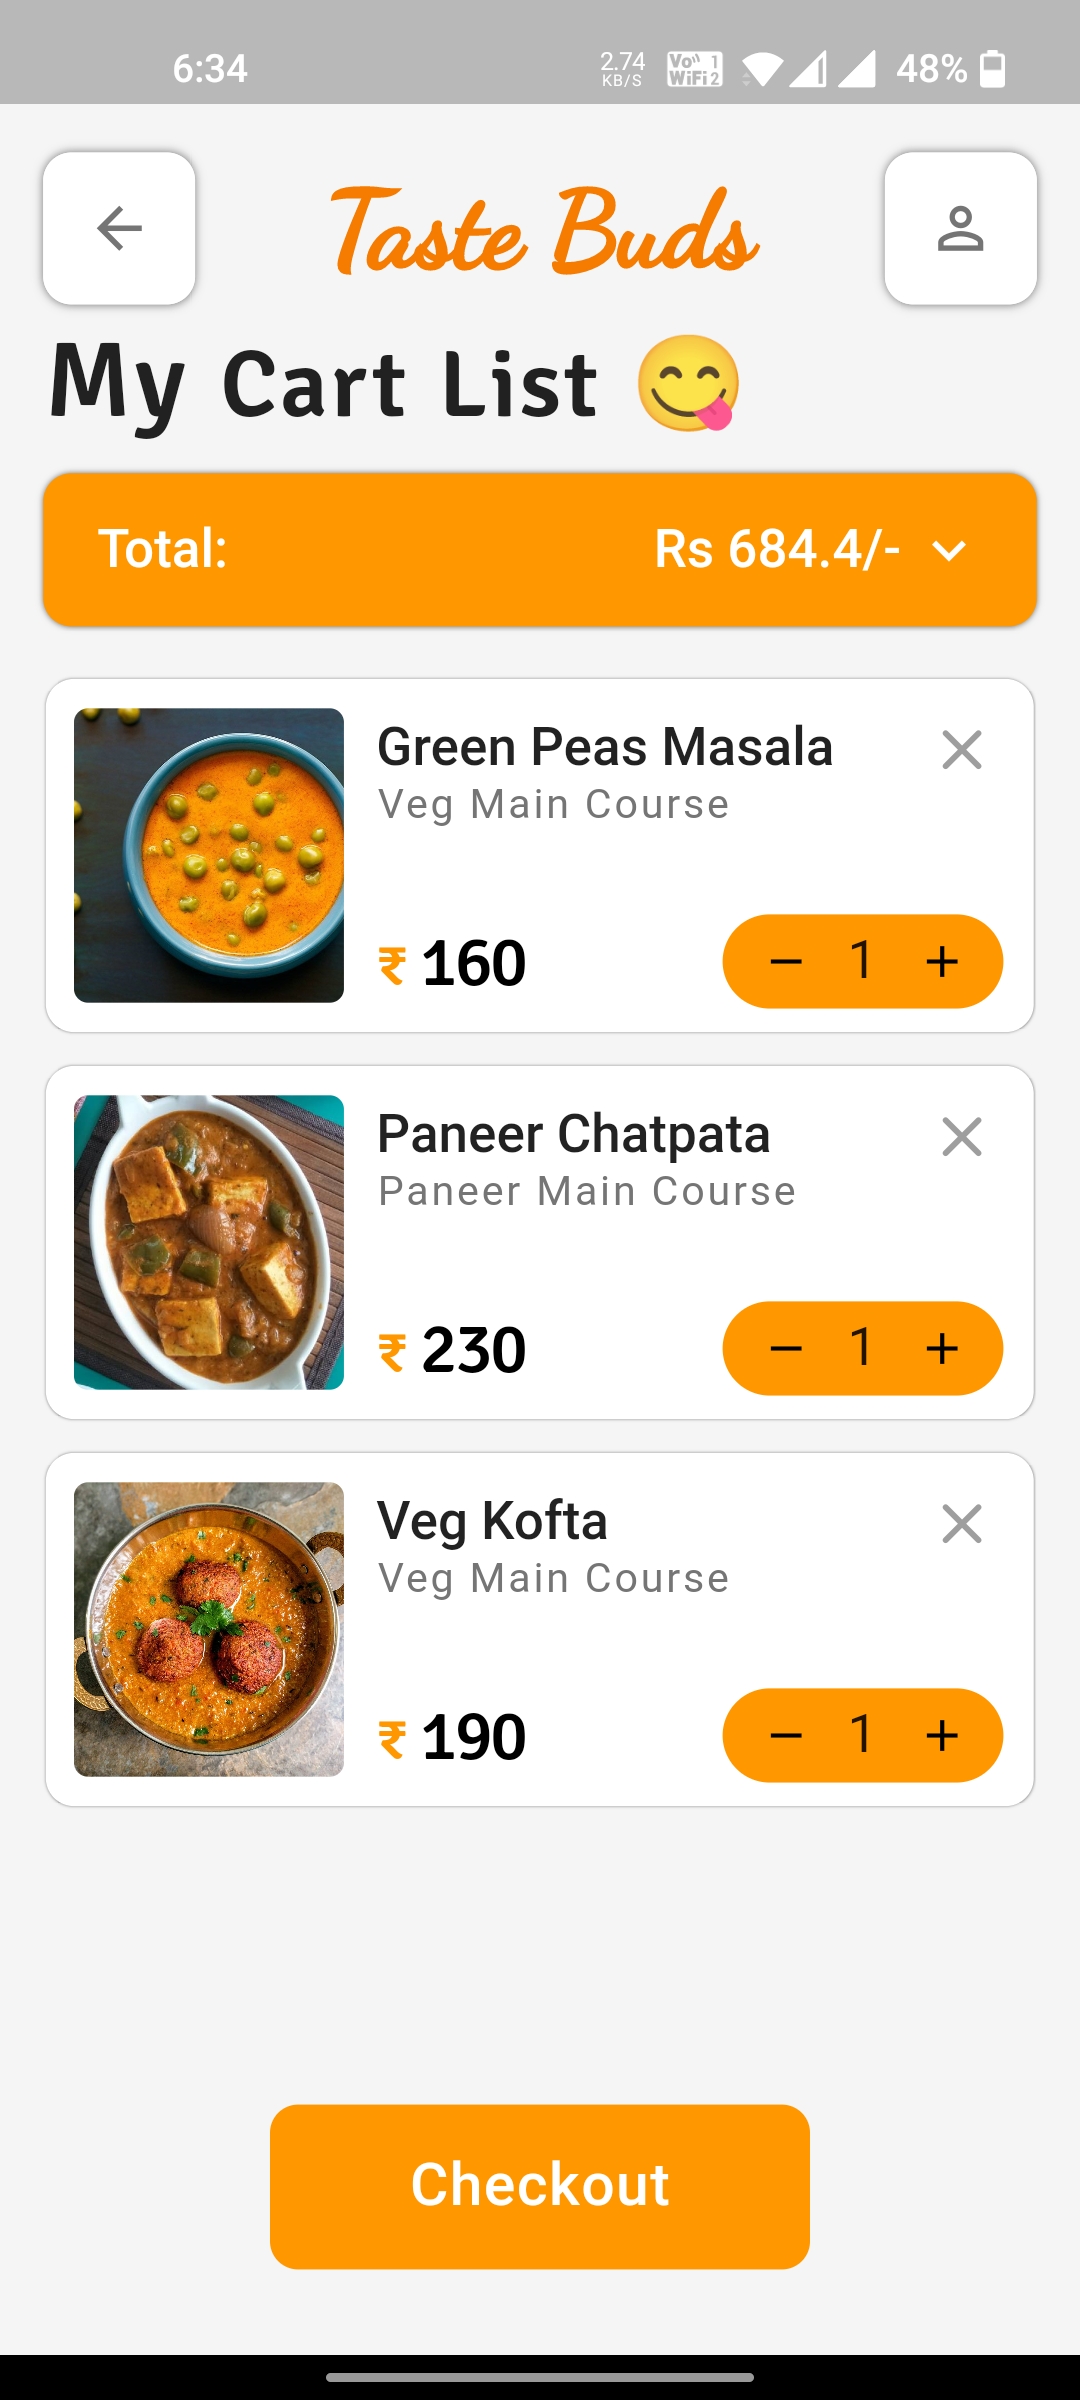 6:34 2.74 KB/S Vo WiFi 1 2 48%
Taste Buds
My Cart List 😋
Total: Rs 684.4/-
Green Peas Masala
Veg Main Course
₹ 160 − 1 +
Paneer Chatpata
Paneer Main Course
₹ 230 − 1 +
Veg Kofta
Veg Main Course
₹ 190 − 1 +
Checkout